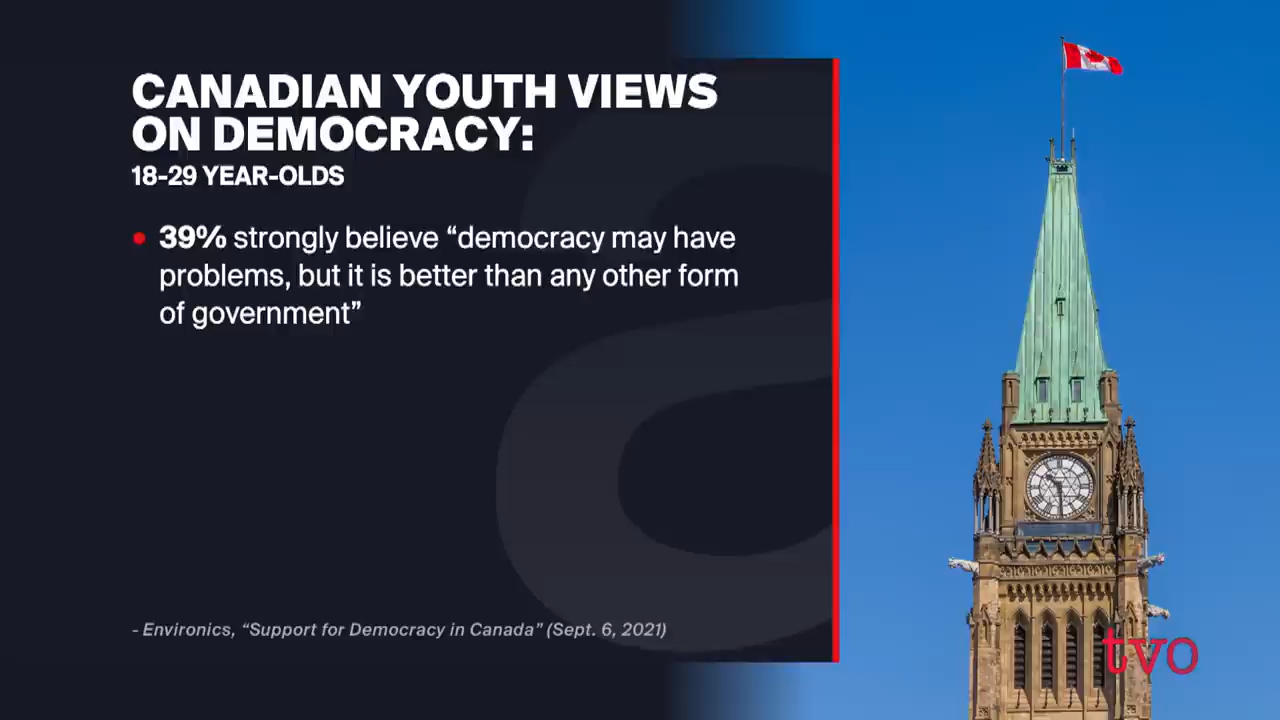 CANADIAN YOUTH VIEWS
ON DEMOCRACY:
18-29 YEAR-OLDS
• 39% strongly believe “democracy may have
problems, but it is better than any other form
of government”
- Environics, “Support for Democracy in Canada” (Sept. 6, 2021)
tvo